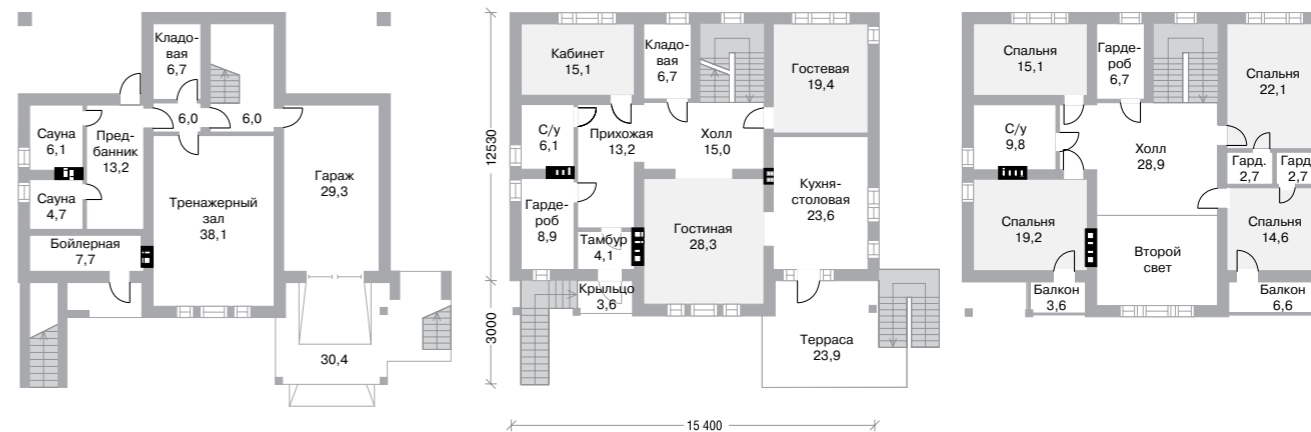 Кладо-
вая
6,7
Сауна
6,1
Пред-
банник
13,2
6,0
6,0
Сауна
4,7
Тренажерный
зал
38,1
Гараж
29,3
Бойлерная
7,7
30,4
12530
3000
15 400
Кабинет
15,1
Кладо-
вая
6,7
Гостевая
19,4
С/у
6,1
Прихожая
13,2
Холл
15,0
Гарде-
роб
8,9
Гостиная
28,3
Кухня-
столовая
23,6
Тамбур
4,1
Крыльцо
3,6
Терраса
23,9
Спальня
15,1
Гарде-
роб
6,7
Спальня
22,1
С/у
9,8
Холл
28,9
Гард.
2,7
Гард.
2,7
Спальня
19,2
Второй
свет
Спальня
14,6
Балкон
3,6
Балкон
6,6